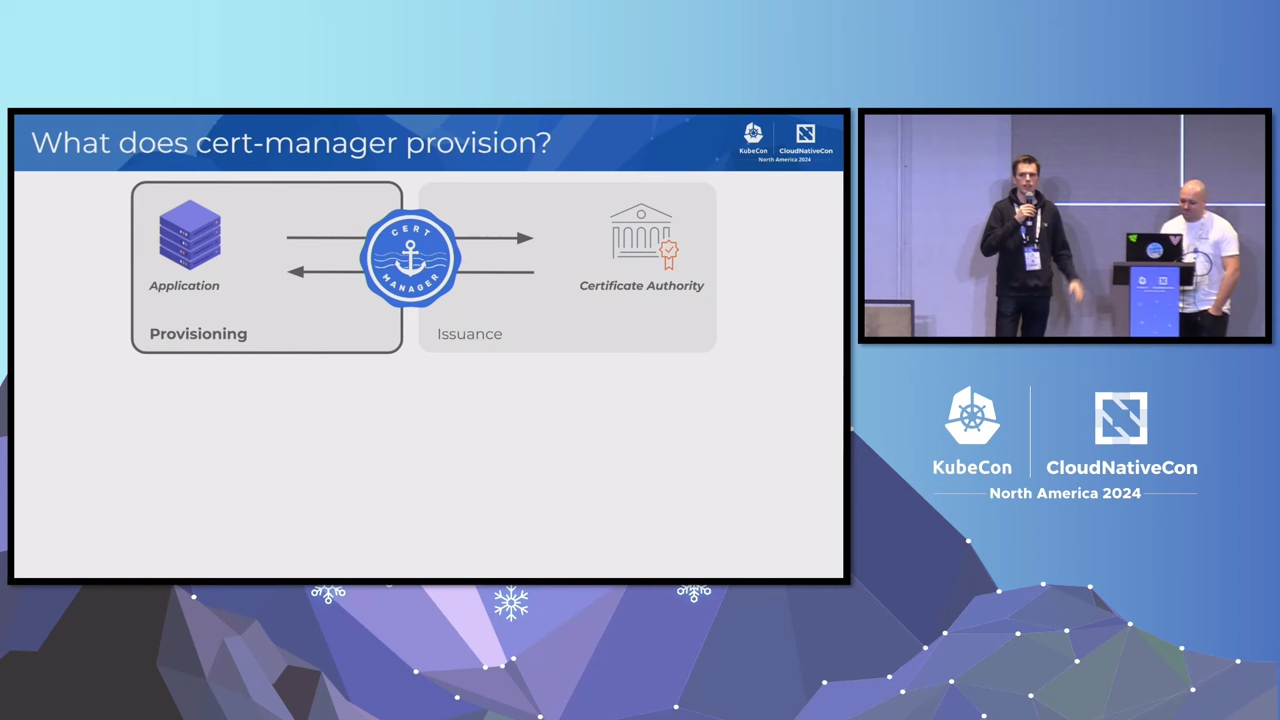 What does cert-manager provision?
KubeCon
CloudNativeCon
North America 2024
CERT
MANAGER
Application
Certificate Authority
Provisioning
Issuance
KubeCon
CloudNativeCon
North America 2024